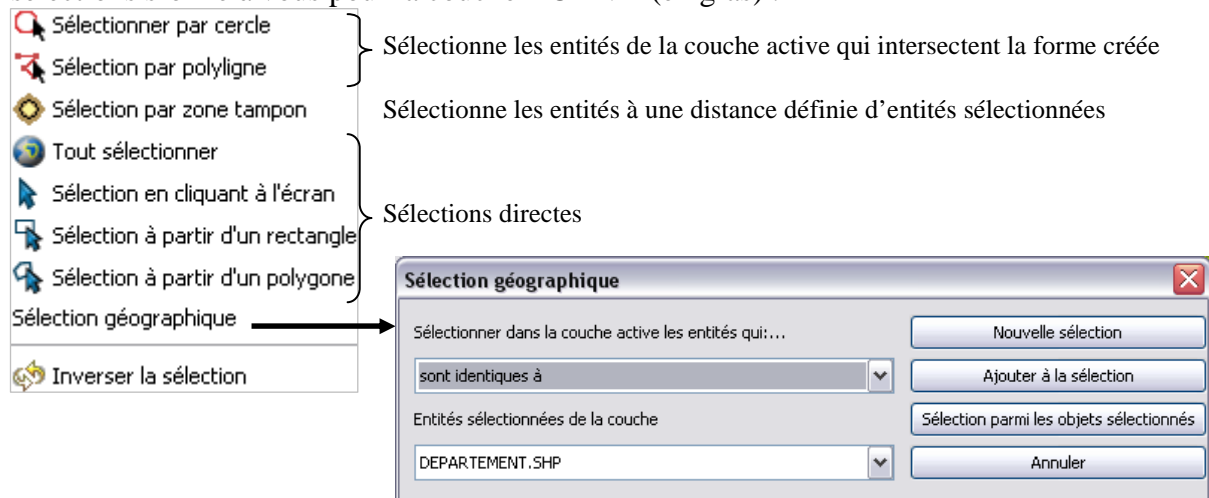 Sélectionner par cercle
Sélection par polyligne
Sélectionne les entités de la couche active qui intersectent la forme créée
Sélection par zone tampon
Sélectionne les entités à une distance définie d'entités sélectionnées
Tout sélectionner
Sélection en cliquant à l'écran
Sélection à partir d'un rectangle
Sélection à partir d'un polygone
Sélections directes
Sélection géographique
Inverser la sélection
Sélection géographique
Sélectionner dans la couche active les entités qui:...
sont identiques à
Entités sélectionnées de la couche
DEPARTEMENT.SHP
Nouvelle sélection
Ajouter à la sélection
Sélection parmi les objets sélectionnés
Annuler